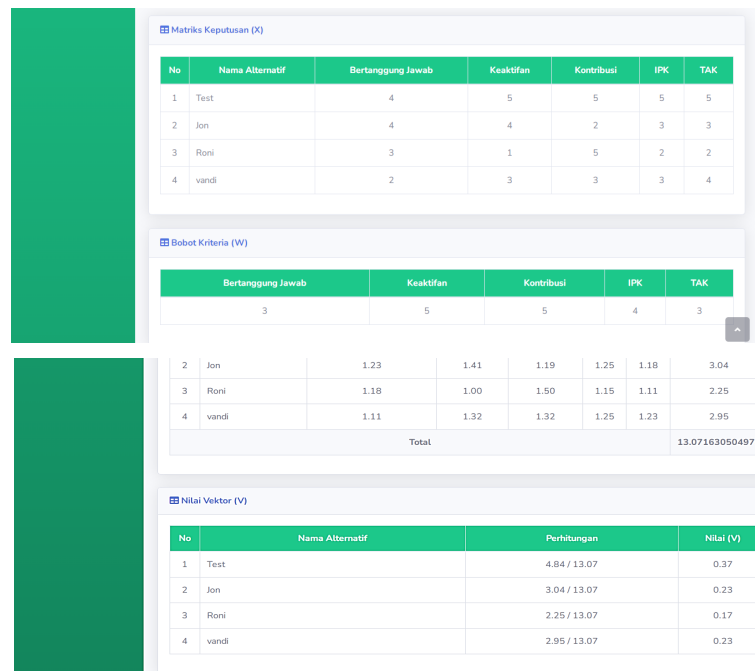 Matriks Keputusan (X)
No Nama Alternatif Bertanggung Jawab Keaktifan Kontribusi IPK TAK
1 Test 4 5 5 5 5
2 Jon 4 4 2 3 3
3 Roni 3 1 5 2 2
4 vandi 2 3 3 3 4
Bobot Kriteria (W)
Bertanggung Jawab Keaktifan Kontribusi IPK TAK
3 5 5 4 3
2 Jon 1.23 1.41 1.19 1.25 1.18 3.04
3 Roni 1.18 1.00 1.50 1.15 1.11 2.25
4 vandi 1.11 1.32 1.32 1.25 1.23 2.95
Total 13.07163050497
Nilai Vektor (V)
No Nama Alternatif Perhitungan Nilai (V)
1 Test 4.84 / 13.07 0.37
2 Jon 3.04 / 13.07 0.23
3 Roni 2.25 / 13.07 0.17
4 vandi 2.95 / 13.07 0.23